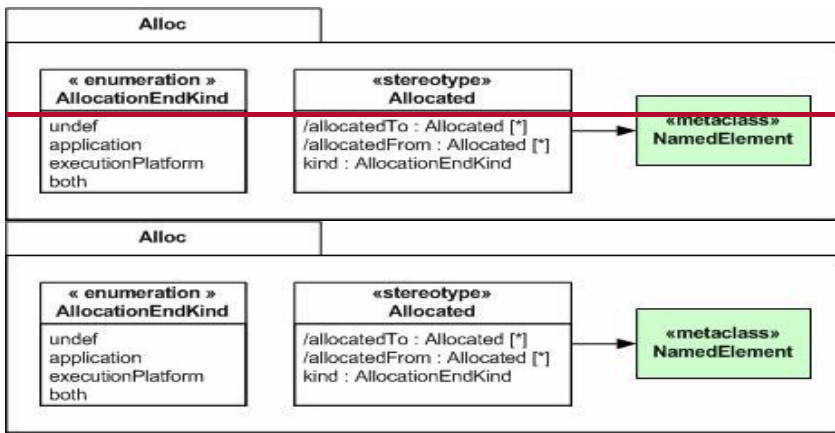 Alloc
« enumeration »
AllocationEndKind
undef
application
executionPlatform
both
«stereotype»
Allocated
/allocatedTo : Allocated [*]
/allocatedFrom : Allocated [*]
kind : AllocationEndKind
«metaclass»
NamedElement
Alloc
« enumeration »
AllocationEndKind
undef
application
executionPlatform
both
«stereotype»
Allocated
/allocatedTo : Allocated [*]
/allocatedFrom : Allocated [*]
kind : AllocationEndKind
«metaclass»
NamedElement